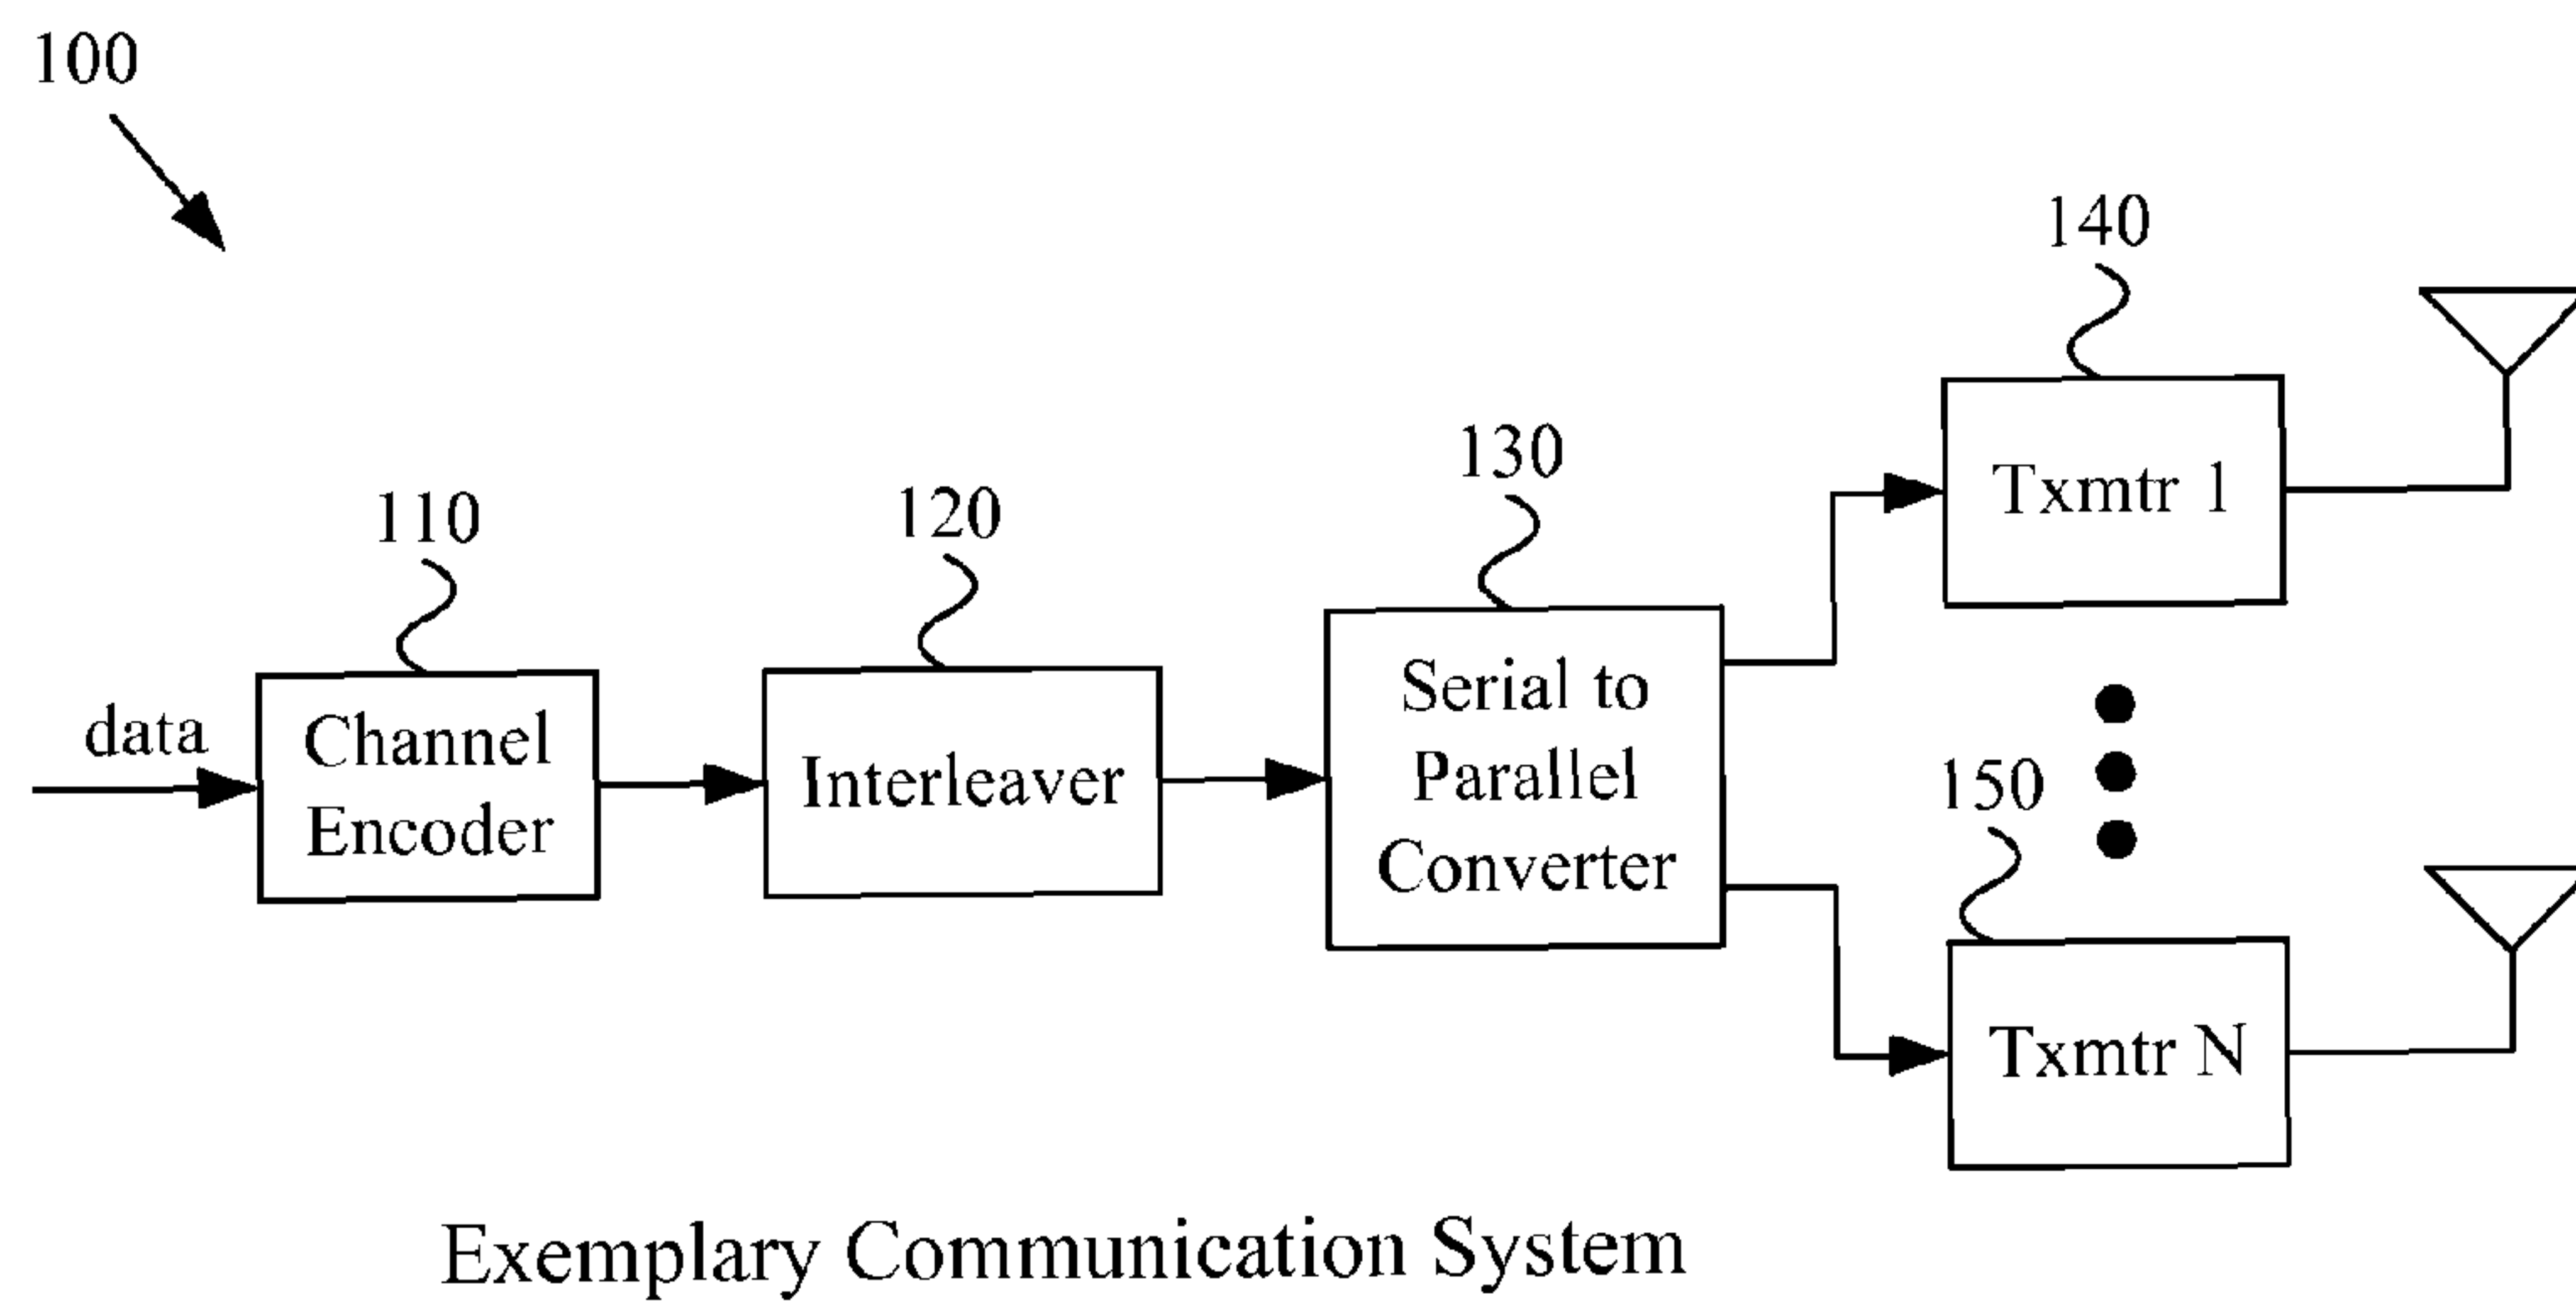 100
140
130
110
120
Txmtr 1
data
Channel
Encoder
Interleaver
Serial to
Parallel
Converter
150
Txmtr N
Exemplary Communication System